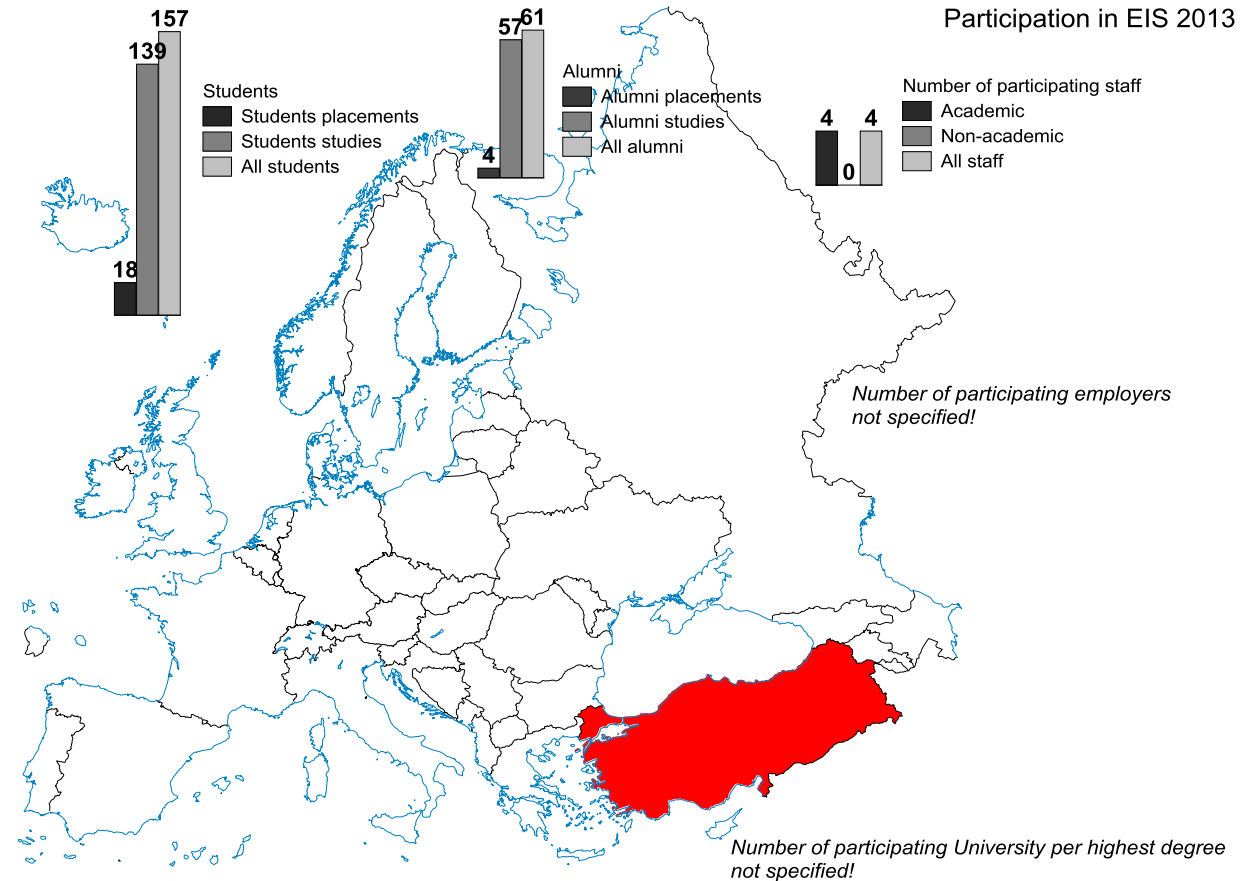 Participation in EIS 2013
157
139
18
Students
Students placements
Students studies
All students
61
57
4
Alumni
Alumni placements
Alumni studies
All alumni
4
0
4
Number of participating staff
Academic
Non-academic
All staff
Number of participating employers
not specified!
Number of participating University per highest degree
not specified!